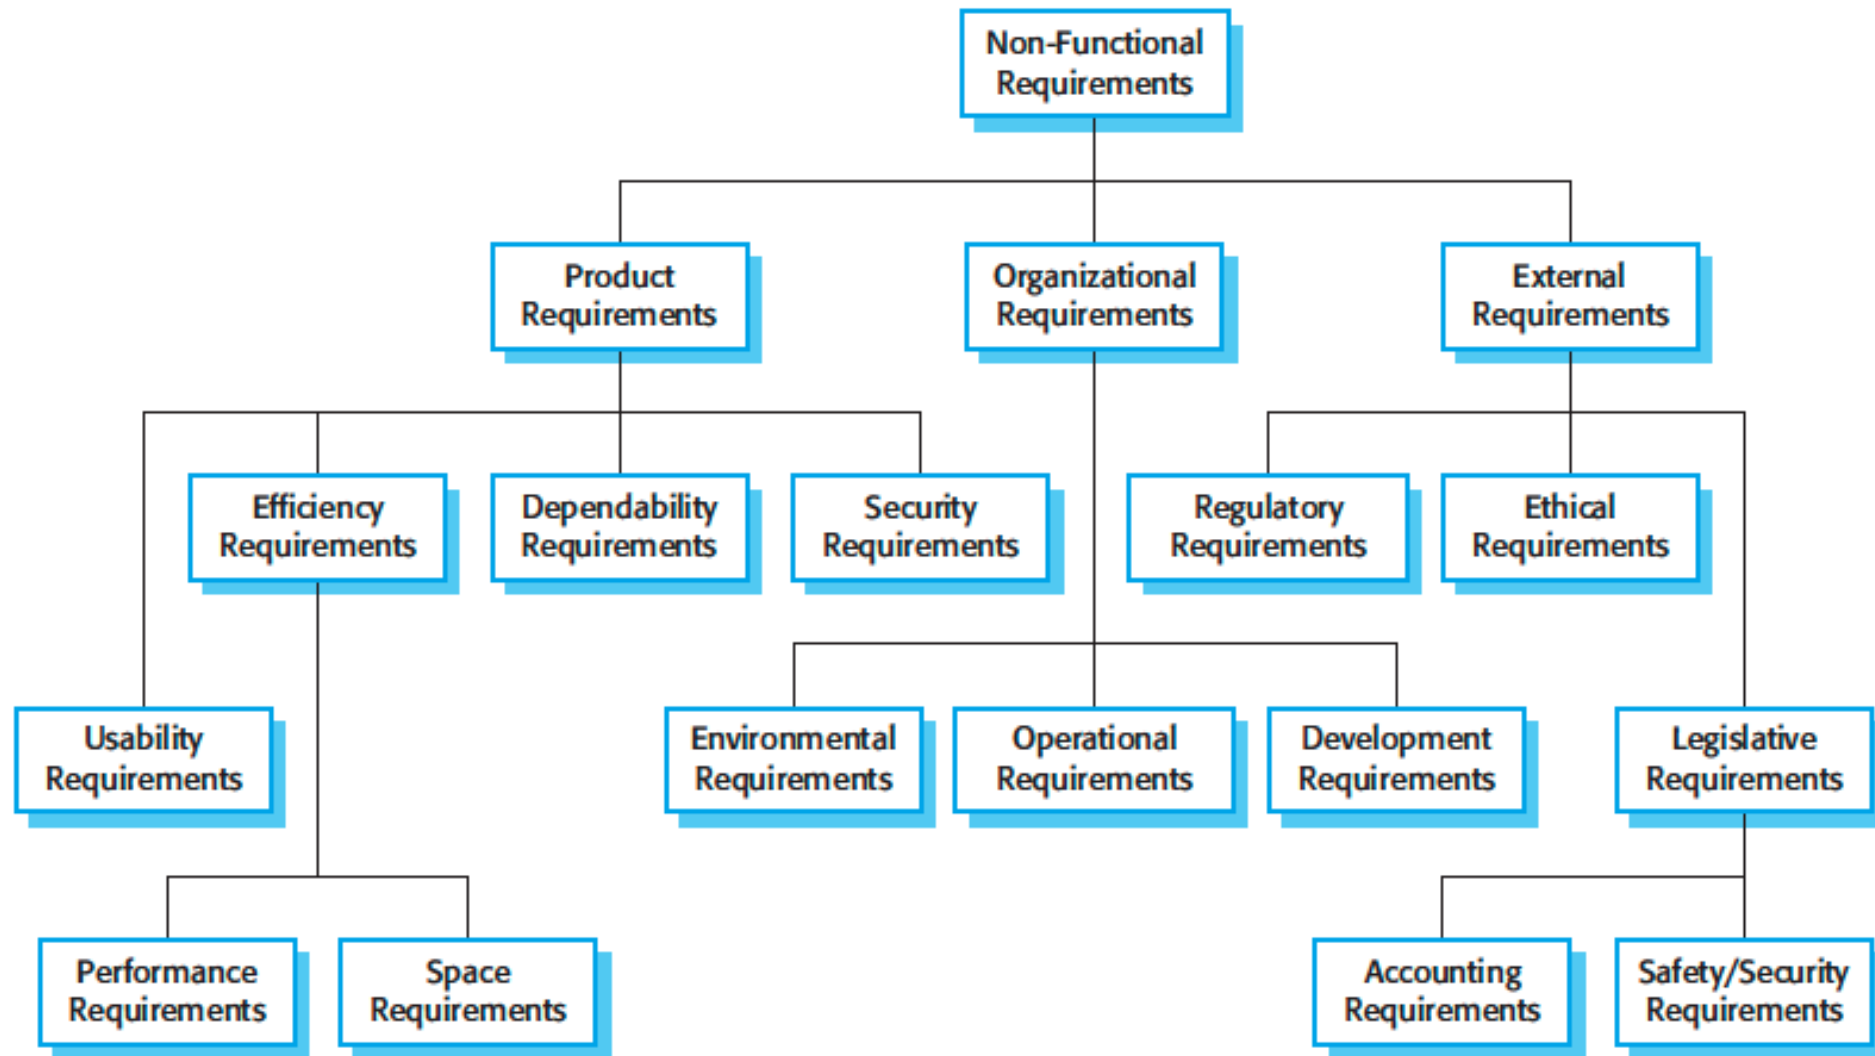 Non-Functional
Requirements
Product
Requirements
Organizational
Requirements
External
Requirements
Efficiency
Requirements
Dependability
Requirements
Security
Requirements
Regulatory
Requirements
Ethical
Requirements
Usability
Requirements
Environmental
Requirements
Operational
Requirements
Development
Requirements
Legislative
Requirements
Performance
Requirements
Space
Requirements
Accounting
Requirements
Safety/Security
Requirements